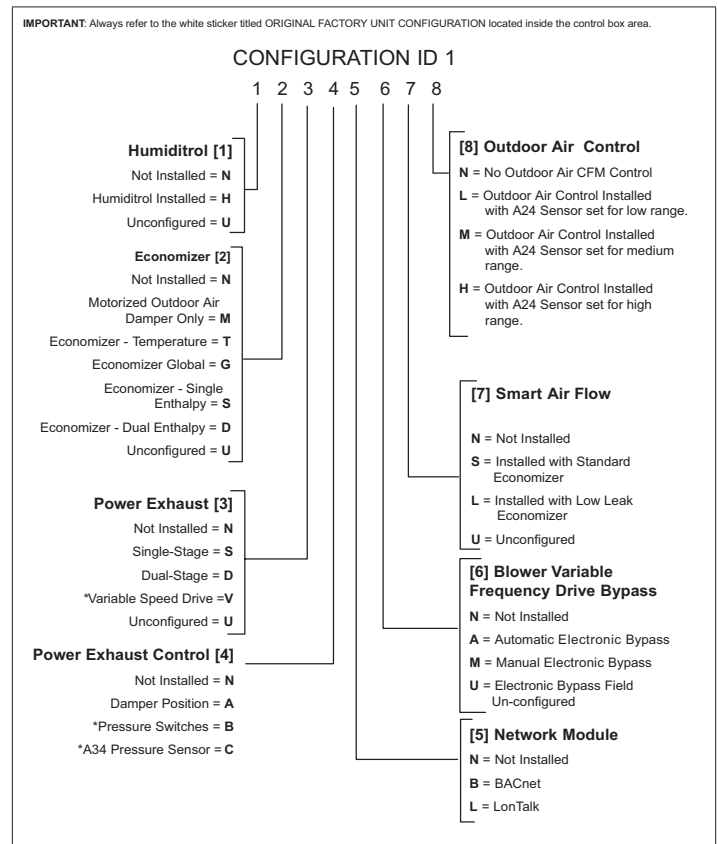 IMPORTANT: Always refer to the white sticker titled ORIGINAL FACTORY UNIT CONFIGURATION located inside the control box area.
CONFIGURATION ID 1
1 2 3 4 5 6 7 8
Humiditrol [1]
Not Installed = N
Humiditrol Installed = H
Unconfigured = U
Economizer [2]
Not Installed = N
Motorized Outdoor Air
Damper Only = M
Economizer - Temperature = T
Economizer Global = G
Economizer - Single
Enthalpy = S
Economizer - Dual Enthalpy = D
Unconfigured = U
Power Exhaust [3]
Not Installed = N
Single-Stage = S
Dual-Stage = D
*Variable Speed Drive =V
Unconfigured = U
Power Exhaust Control [4]
Not Installed = N
Damper Position = A
*Pressure Switches = B
*A34 Pressure Sensor = C
[8] Outdoor Air Control
N = No Outdoor Air CFM Control
L = Outdoor Air Control Installed
with A24 Sensor set for low range.
M = Outdoor Air Control Installed
with A24 Sensor set for medium
range.
H = Outdoor Air Control Installed
with A24 Sensor set for high
range.
[7] Smart Air Flow
N = Not Installed
S = Installed with Standard
Economizer
L = Installed with Low Leak
Economizer
U = Unconfigured
[6] Blower Variable
Frequency Drive Bypass
N = Not Installed
A = Automatic Electronic Bypass
M = Manual Electronic Bypass
U = Electronic Bypass Field
Un-configured
[5] Network Module
N = Not Installed
B = BACnet
L = LonTalk